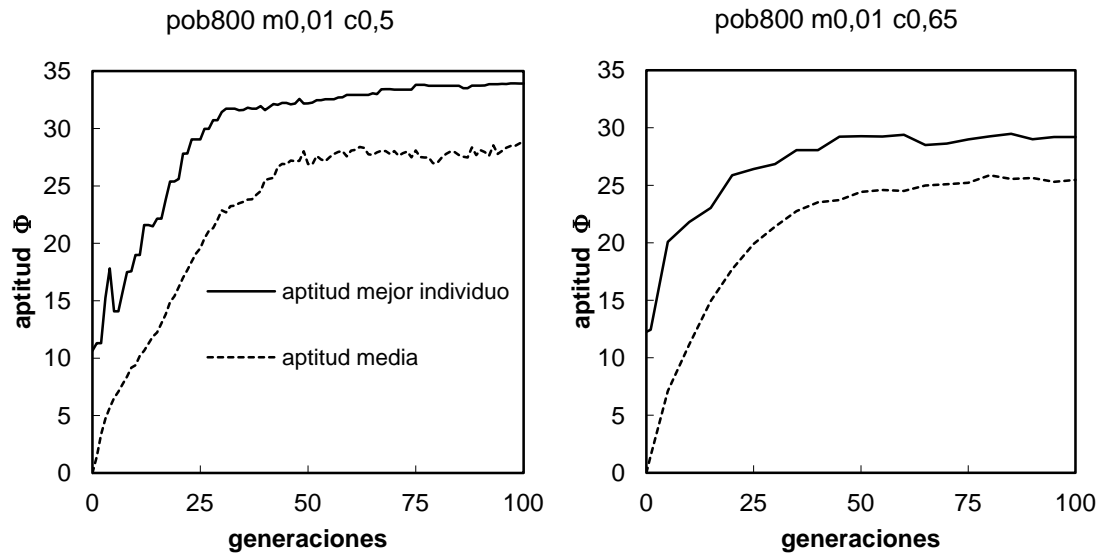 pob800 m0,01 c0,5
35
30
25
20
15
10
5
0
aptitud Φ
aptitud mejor individuo
aptitud media
0 25 50 75 100
generaciones
pob800 m0,01 c0,65
35
30
25
20
15
10
5
0
aptitud Φ
0 25 50 75 100
generaciones